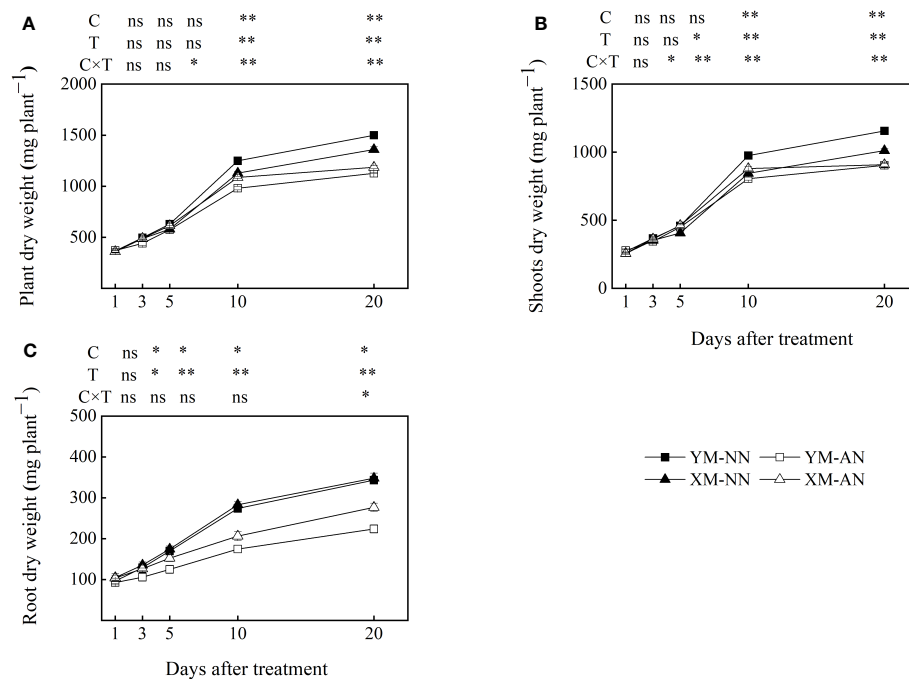 A
C ns ns ns ** **
T ns ns ns ** **
C×T ns ns * ** **
Plant dry weight (mg plant⁻¹)
2000
1500
1000
500
1 3 5 10 20
B
C ns ns ns ** **
T ns ns * ** **
C×T ns * ** ** **
Shoots dry weight (mg plant⁻¹)
1500
1000
500
0
1 3 5 10 20
Days after treatment
C
C ns * * * *
T ns * ** ** **
C×T ns ns ns ns *
Root dry weight (mg plant⁻¹)
500
400
300
200
100
1 3 5 10 20
Days after treatment
YM-NN YM-AN
XM-NN XM-AN